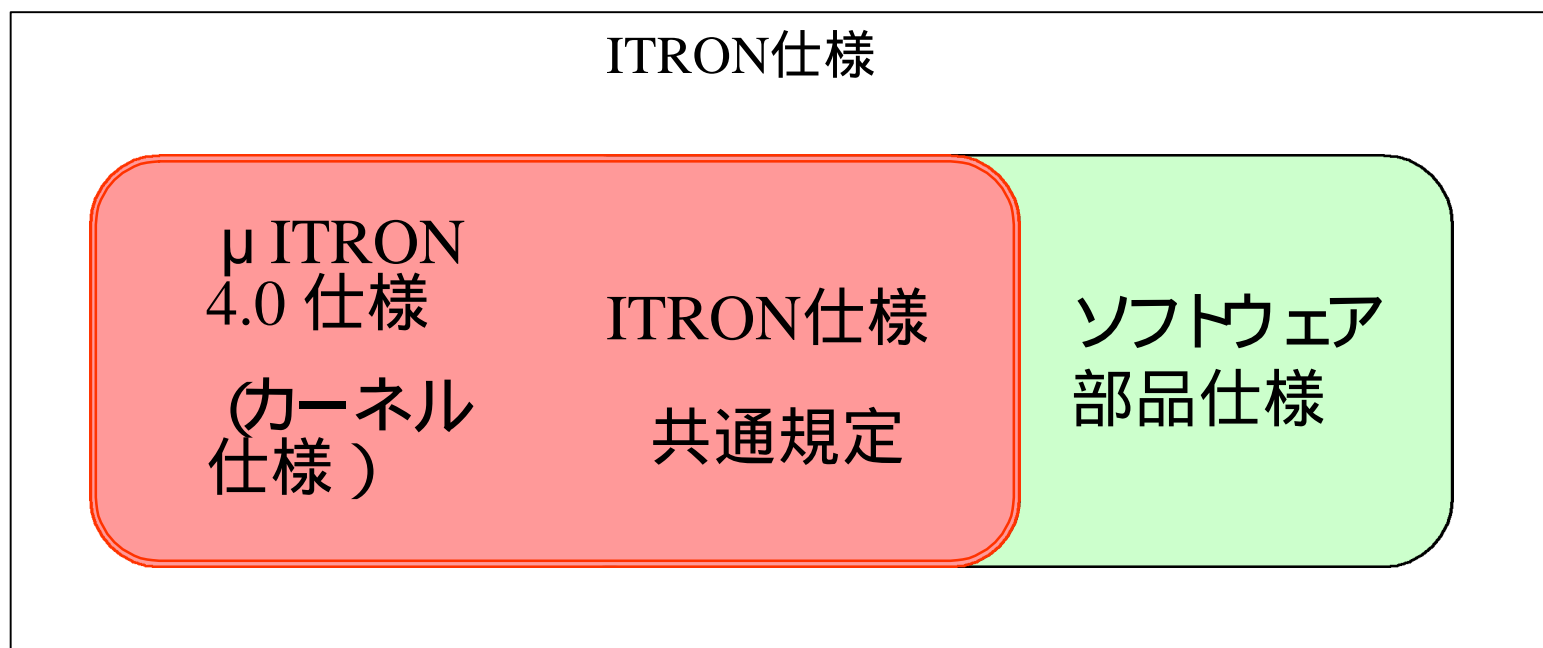 ITRON仕様
μ ITRON
4.0 仕様
(カーネル
仕様 )
ITRON仕様
共通規定
ソフトウェア
部品仕様